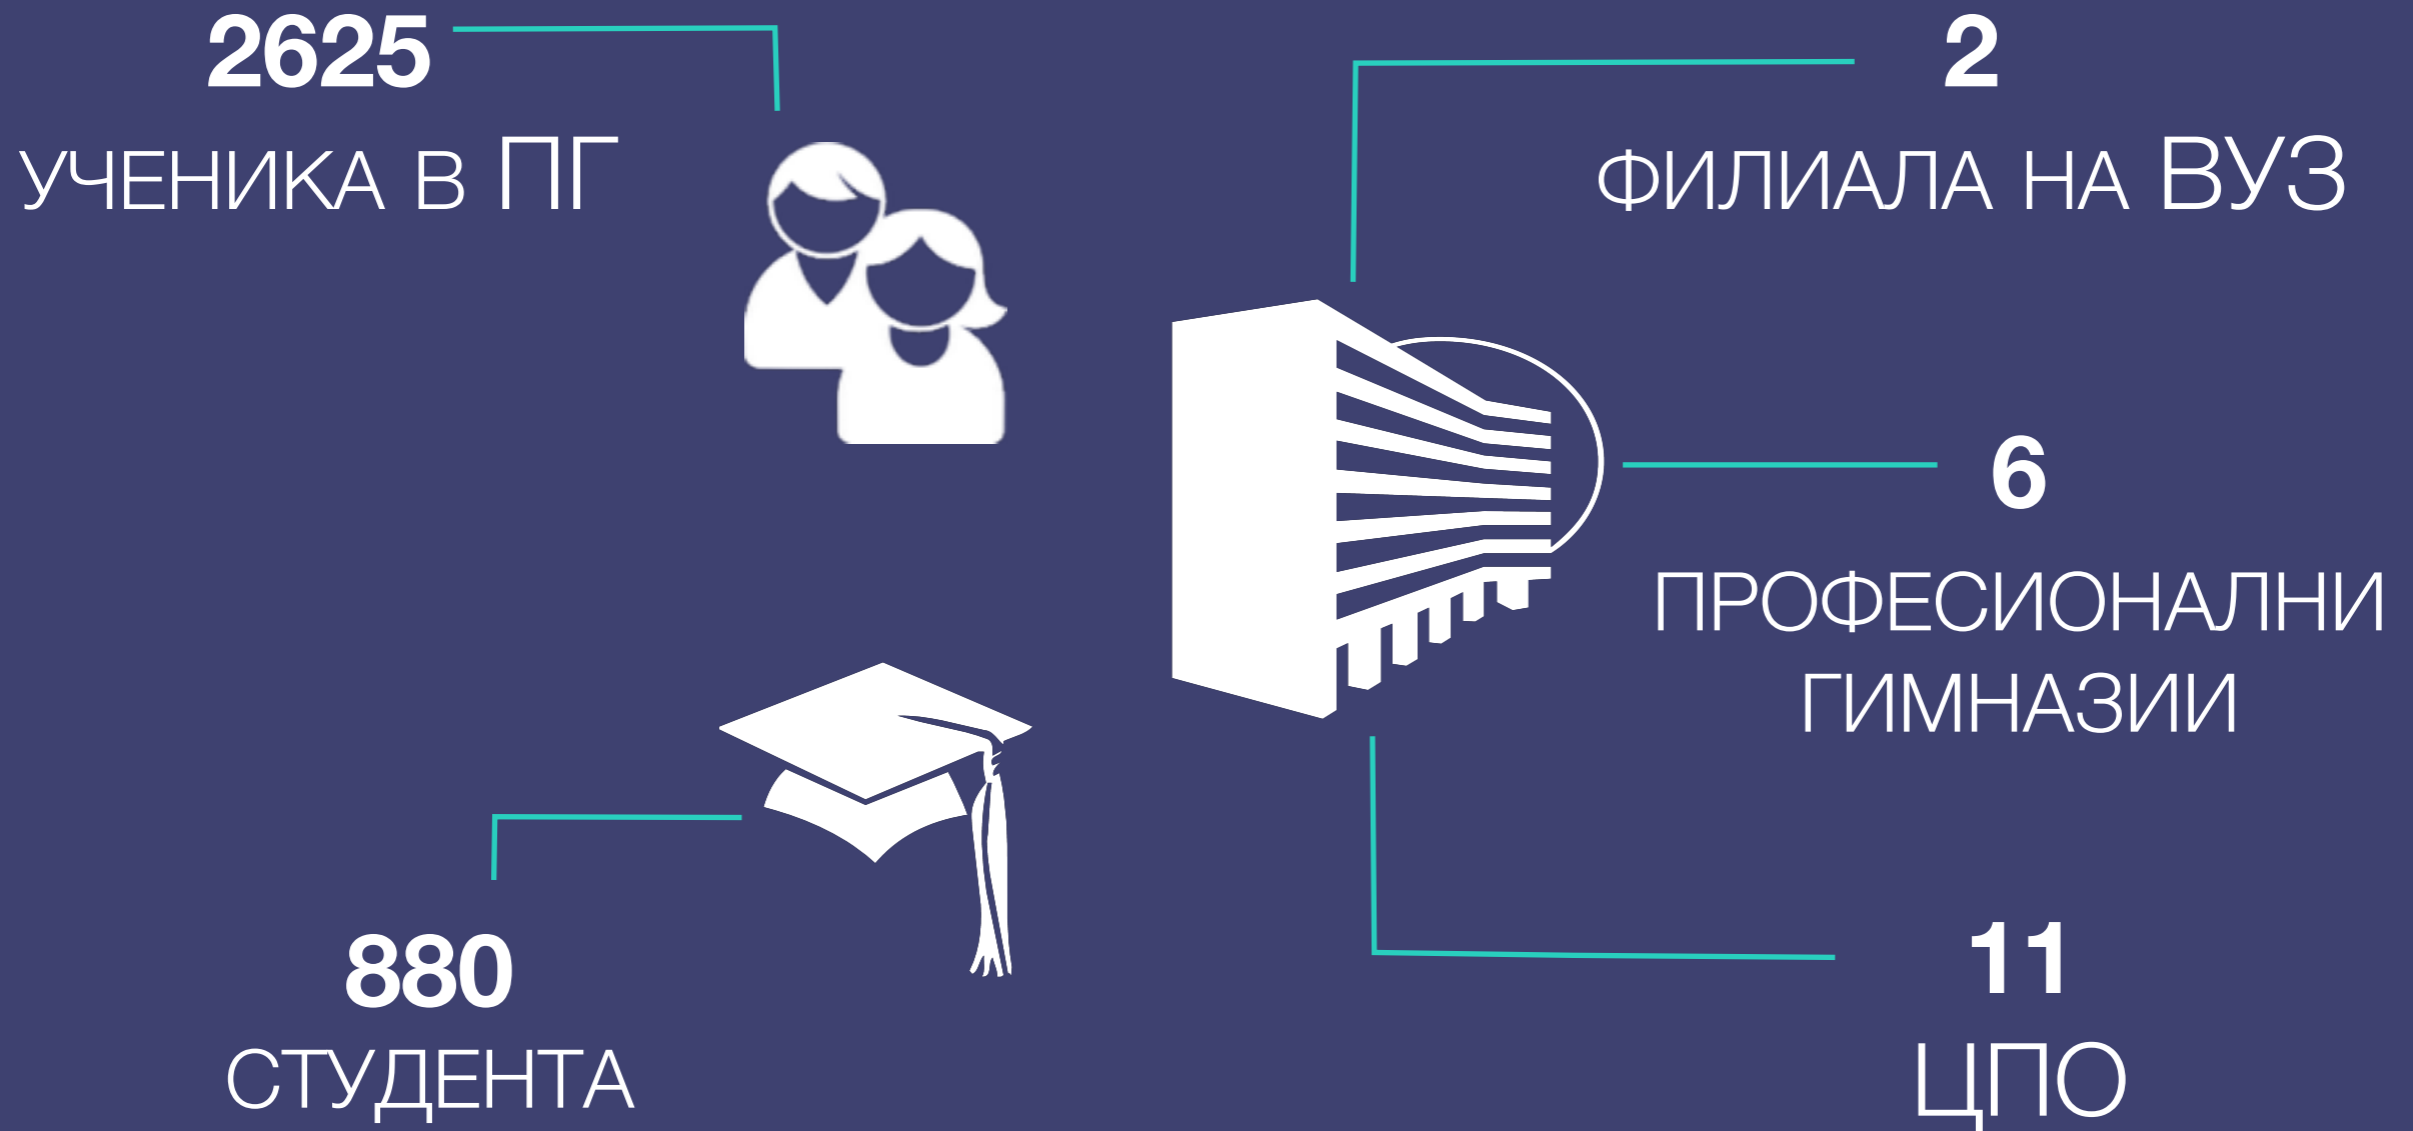 2625
УЧЕНИКА В ПГ
2
ФИЛИАЛА НА ВУЗ
6
ПРОФЕСИОНАЛНИ
ГИМНАЗИИ
880
СТУДЕНТА
11
ЦПО